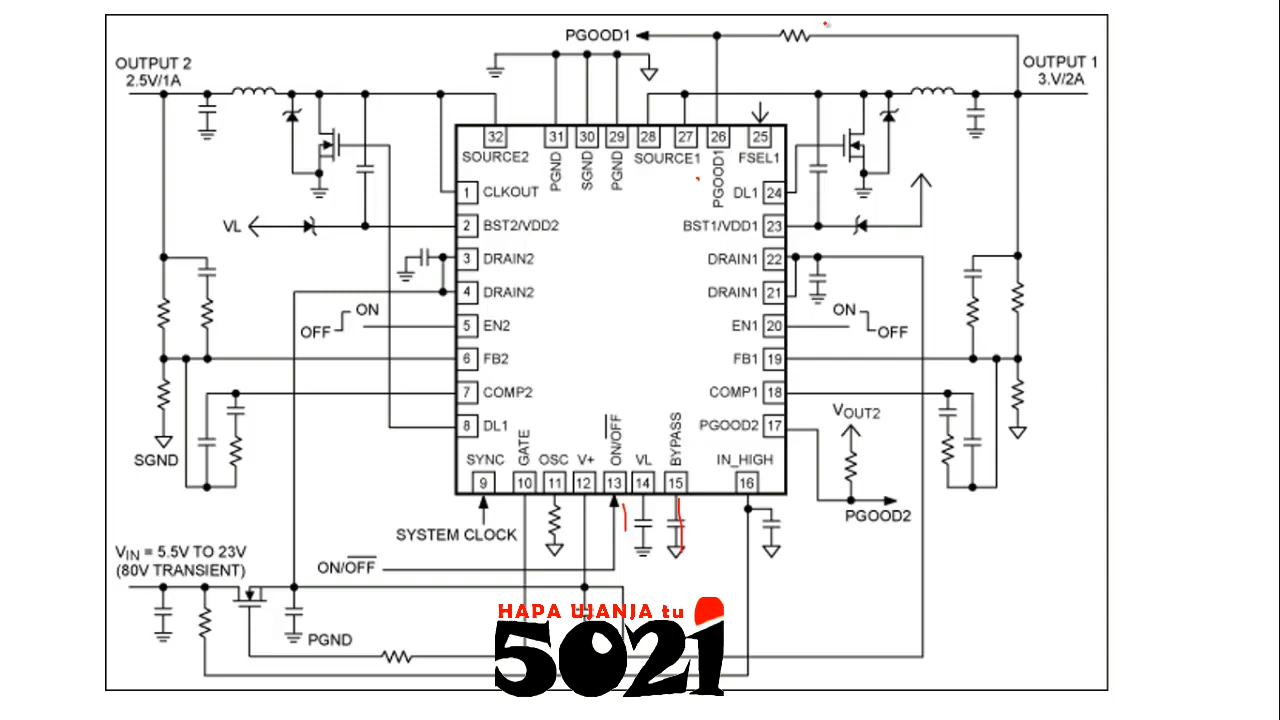 PGOOD1
OUTPUT 2
2.5V/1A
OUTPUT 1
3.V/2A
32
31
30
29
28
27
26
25
SOURCE2
PGND
SGND
PGND
SOURCE1
PGOOD1
FSEL1
1 CLKOUT
DL1 24
VL
2 BST2/VDD2
BST1/VDD1 23
3 DRAIN2
DRAIN1 22
4 DRAIN2
DRAIN1 21
ON
OFF
5 EN2
EN1 20
ON
OFF
6 FB2
FB1 19
7 COMP2
COMP1 18
VOUT2
8 DL1
PGOOD2 17
SGND
SYNC
GATE
OSC
V+
ON/OFF
VL
BYPASS
IN_HIGH
9
10
11
12
13
14
15
16
PGOOD2
SYSTEM CLOCK
VIN = 5.5V TO 23V
(80V TRANSIENT)
ON/OFF
PGND
HAPA UJANJA tu
502i